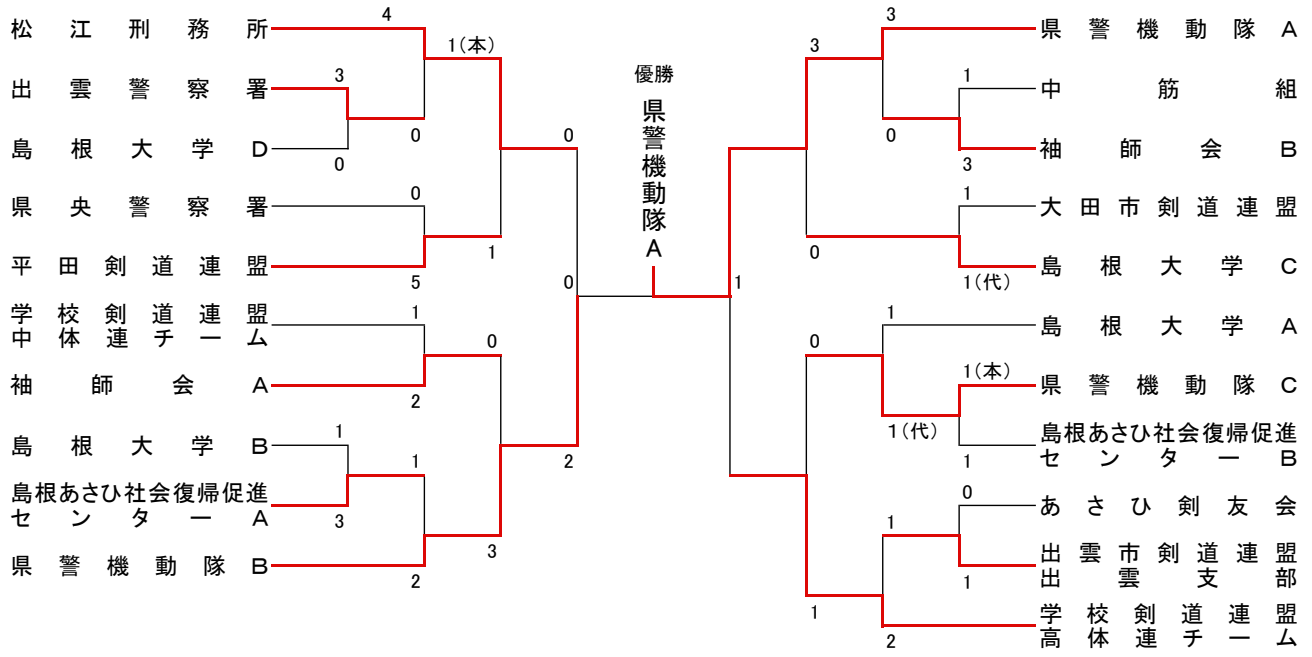 松江刑務所
4
1(本)
出雲警察署
3
0
島根大学D
0
0
県央警察署
0
1
平田剣道連盟
5
0
学校剣道連盟
中体連チーム
1
0
袖師会A
2
島根大学B
1
1
2
島根あさひ社会復帰促進
センターA
3
3
県警機動隊B
2
優勝
県警機動隊A
3
3
県警機動隊A
1
中筋組
0
袖師会B
3
1
大田市剣道連盟
0
島根大学C
1(代)
1
1
島根大学A
0
1(本)
県警機動隊C
1(代)
島根あさひ社会復帰促進
センターB
1
0
あさひ剣友会
1
出雲市剣道連盟
出雲支部
1
1
学校剣道連盟
高体連チーム
2